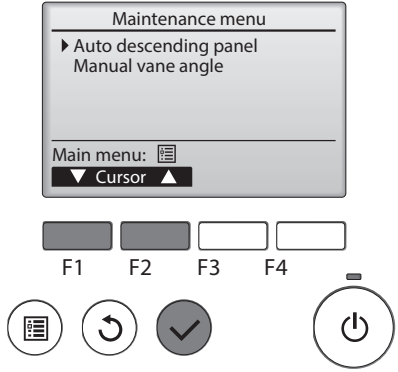 Maintenance menu
Auto descending panel
Manual vane angle
Main menu:
Cursor
F1 F2 F3 F4